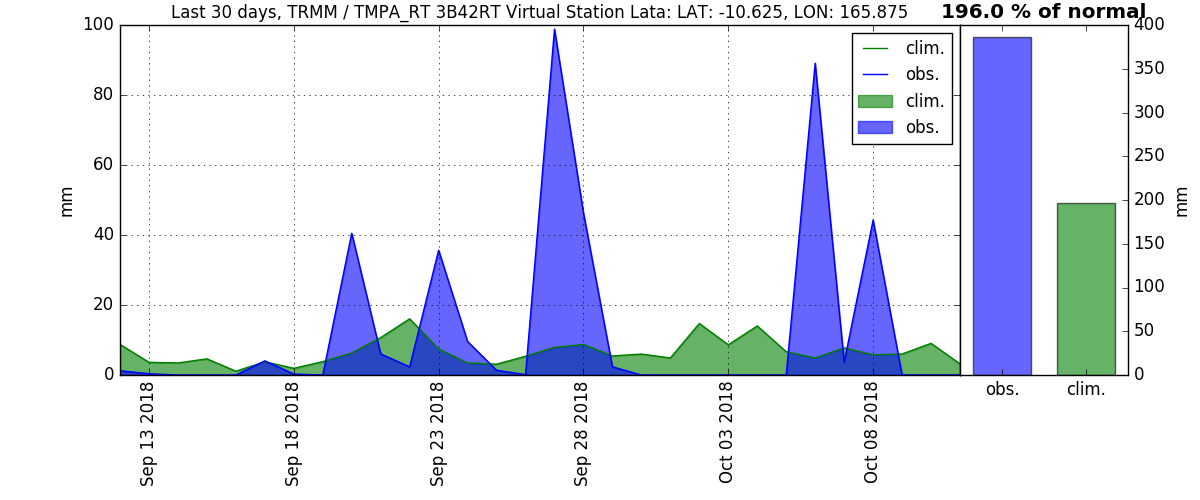 Last 30 days, TRMM / TMPA_RT 3B42RT Virtual Station Lata: LAT: -10.625, LON: 165.875
196.0 % of normal
100
80
60
40
20
0
mm
clim.
obs.
clim.
obs.
Sep 13 2018
Sep 18 2018
Sep 23 2018
Sep 28 2018
Oct 03 2018
Oct 08 2018
400
350
300
250
200
150
100
50
0
mm
obs.
clim.